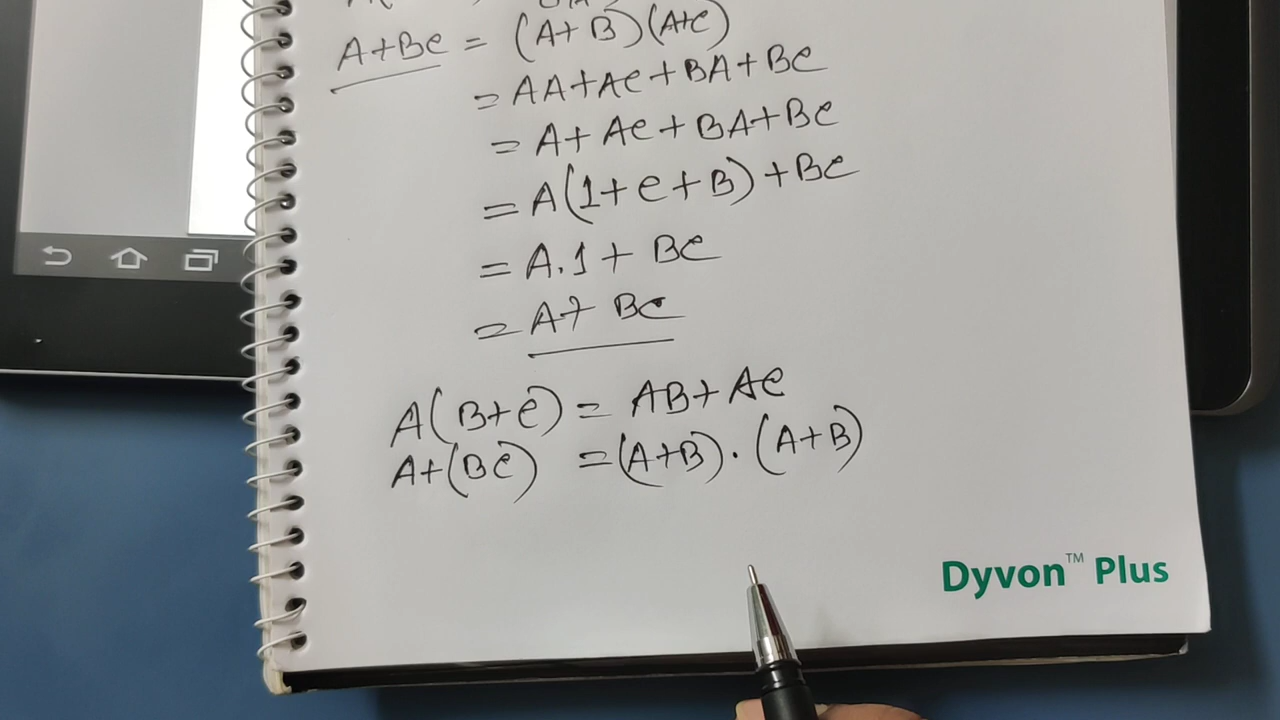 A+BC = (A+B)(A+C)
= AA+AC+BA+BC
= A+AC+BA+BC
= A(1+C+B)+BC
= A.1+BC
= A+BC
A(B+C) = AB+AC
A+(BC) = (A+B).(A+B)
Dyvon™ Plus